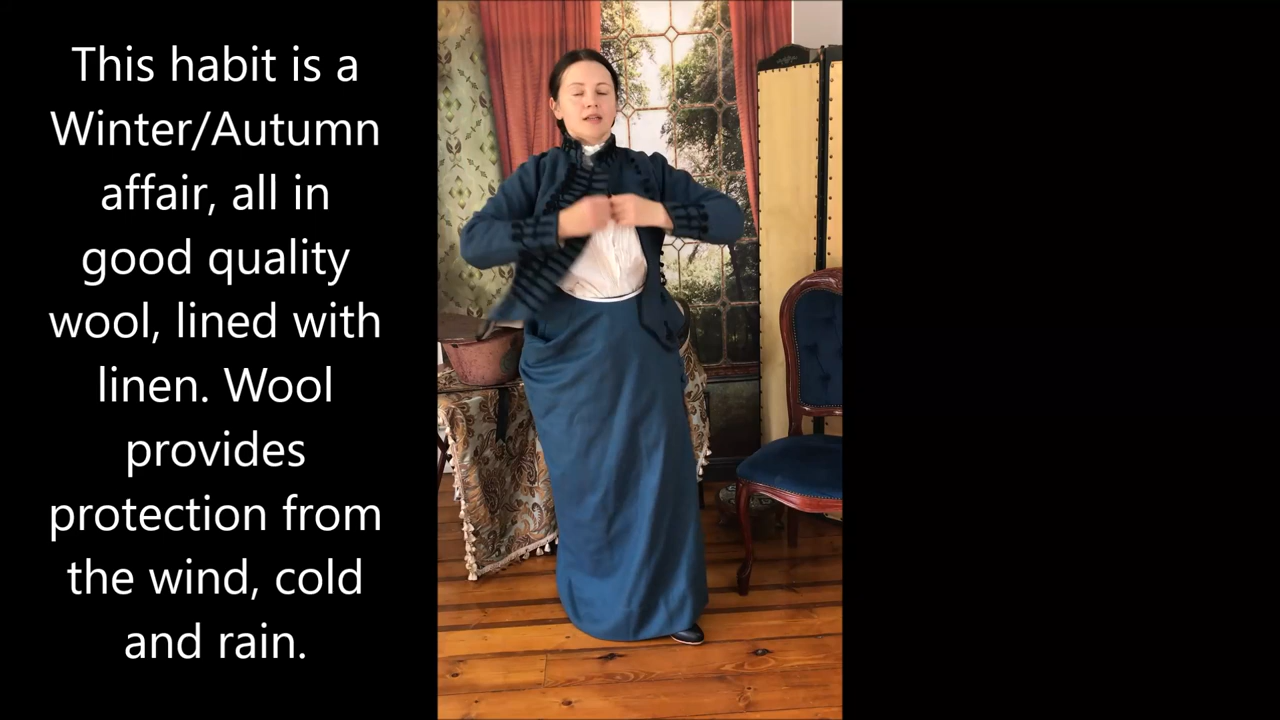 This habit is a
Winter/Autumn
affair, all in
good quality
wool, lined with
linen. Wool
provides
protection from
the wind, cold
and rain.